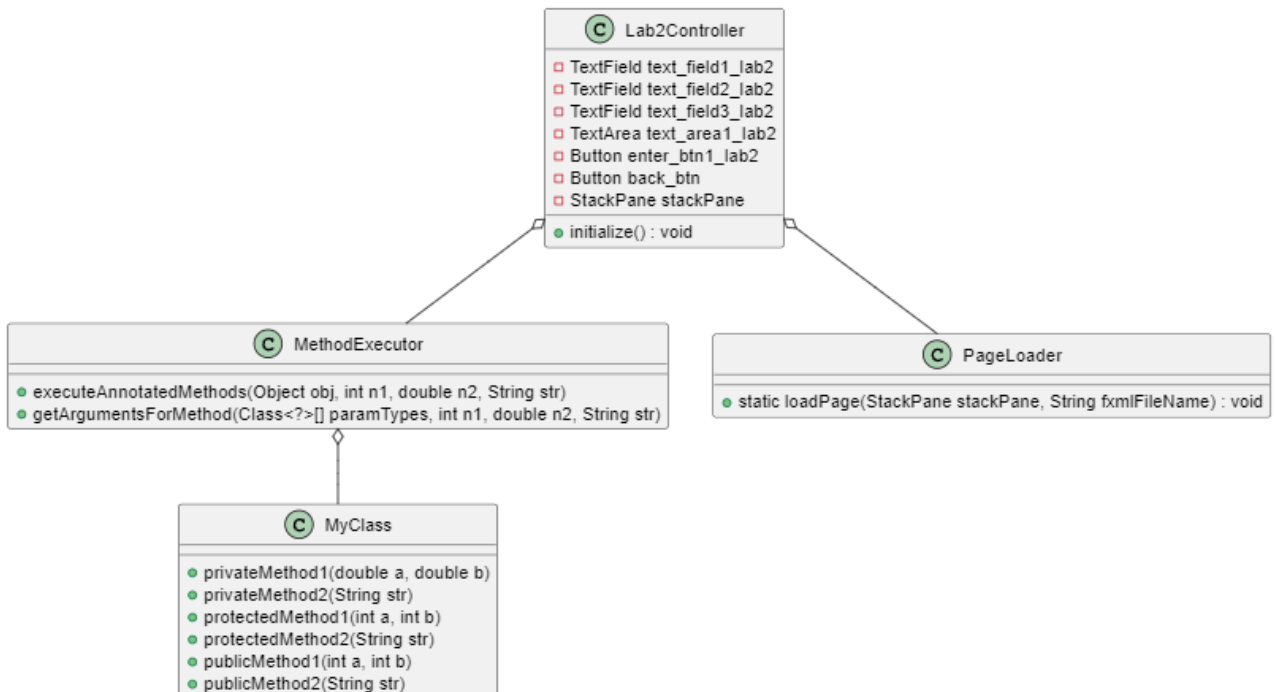 C Lab2Controller
TextField text_field1_lab2
TextField text_field2_lab2
TextField text_field3_lab2
TextArea text_area1_lab2
Button enter_btn1_lab2
Button back_btn
StackPane stackPane
initialize() : void
C MethodExecutor
executeAnnotatedMethods(Object obj, int n1, double n2, String str)
getArgumentsForMethod(Class<?>[] paramTypes, int n1, double n2, String str)
C PageLoader
static loadPage(StackPane stackPane, String fxmlFileName) : void
C MyClass
privateMethod1(double a, double b)
privateMethod2(String str)
protectedMethod1(int a, int b)
protectedMethod2(String str)
publicMethod1(int a, int b)
publicMethod2(String str)